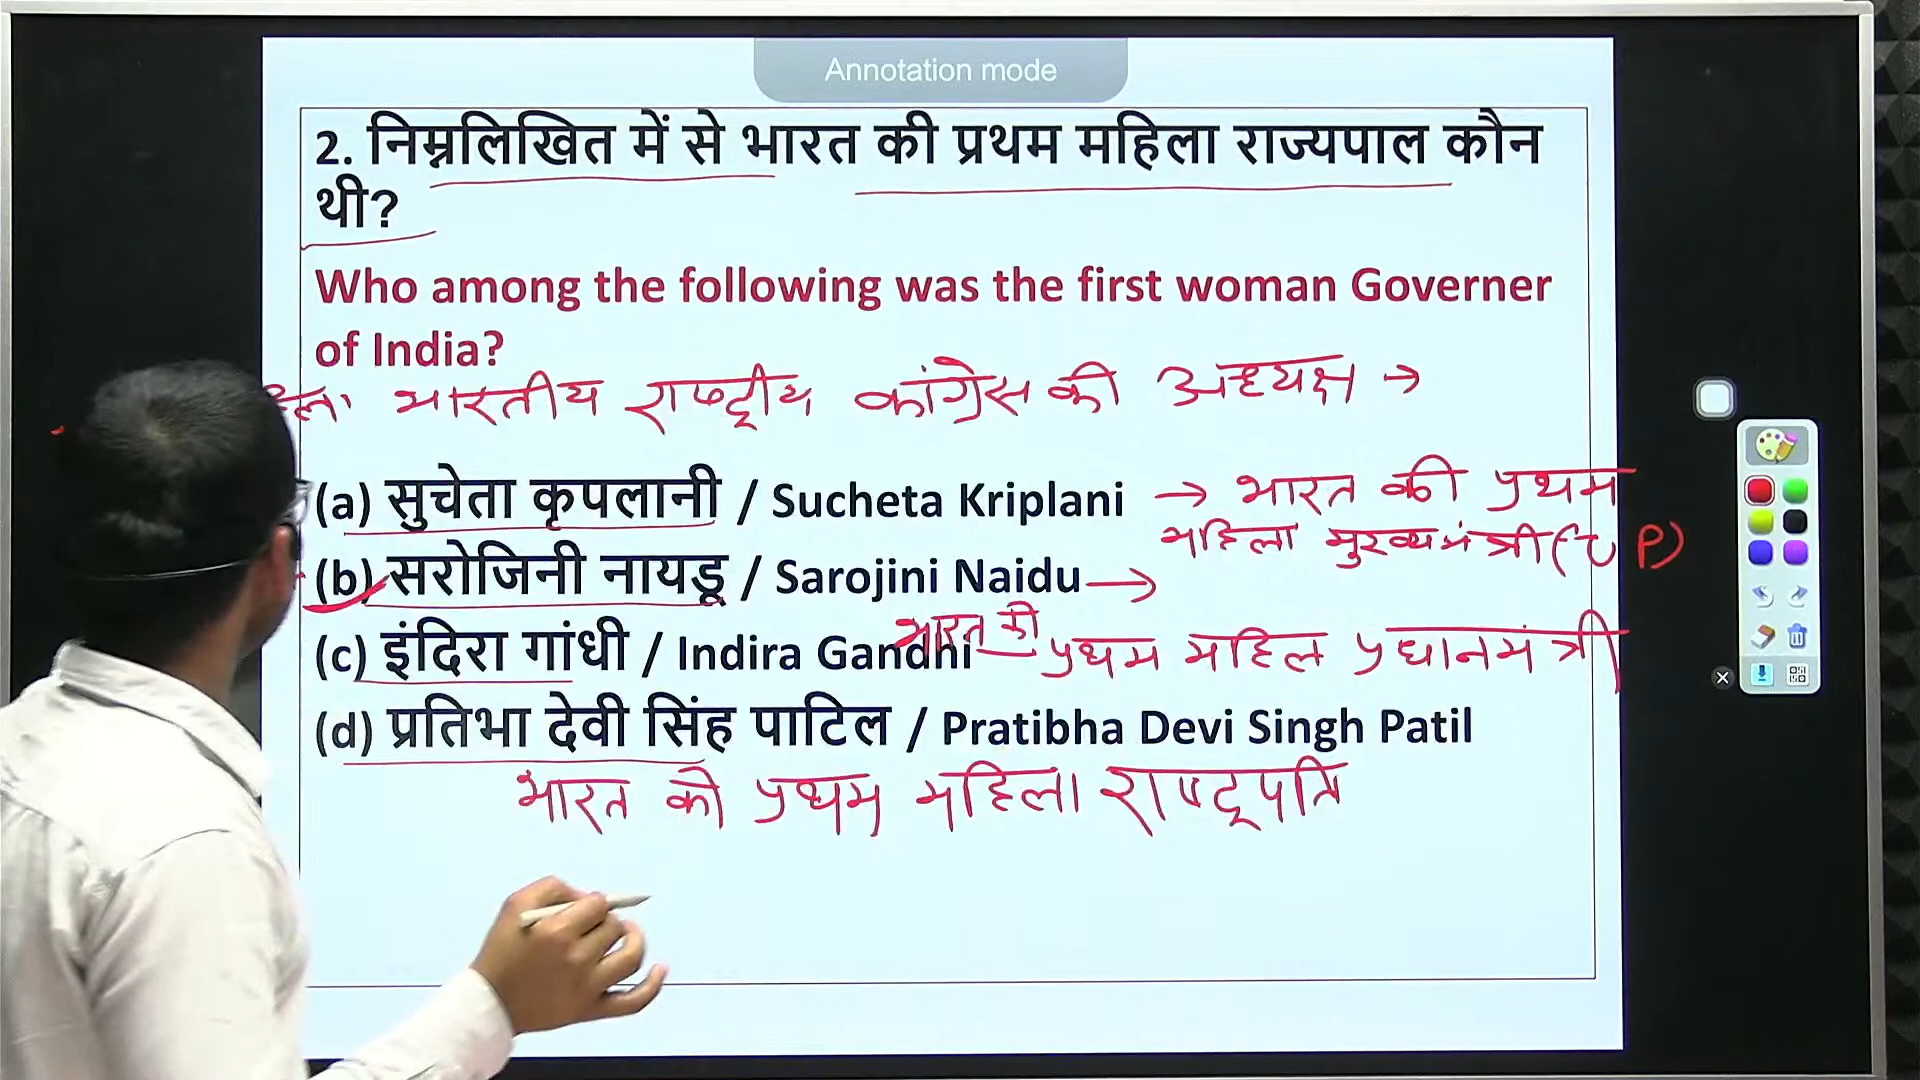 Annotation mode
2. निम्नलिखित में से भारत की प्रथम महिला राज्यपाल कौन
थी?
Who among the following was the first woman Governer
of India?
भारतीय राष्ट्रीय कांग्रेस की अध्यक्ष →
(a) सुचेता कृपलानी / Sucheta Kriplani → भारत की प्रथम
महिला मुख्यमंत्री (UP)
(b) सरोजिनी नायडू / Sarojini Naidu →
भारत की
(c) इंदिरा गांधी / Indira Gandhi — प्रथम महिल प्रधानमंत्री
(d) प्रतिभा देवी सिंह पाटिल / Pratibha Devi Singh Patil
भारत की प्रथम महिला राष्ट्रपति